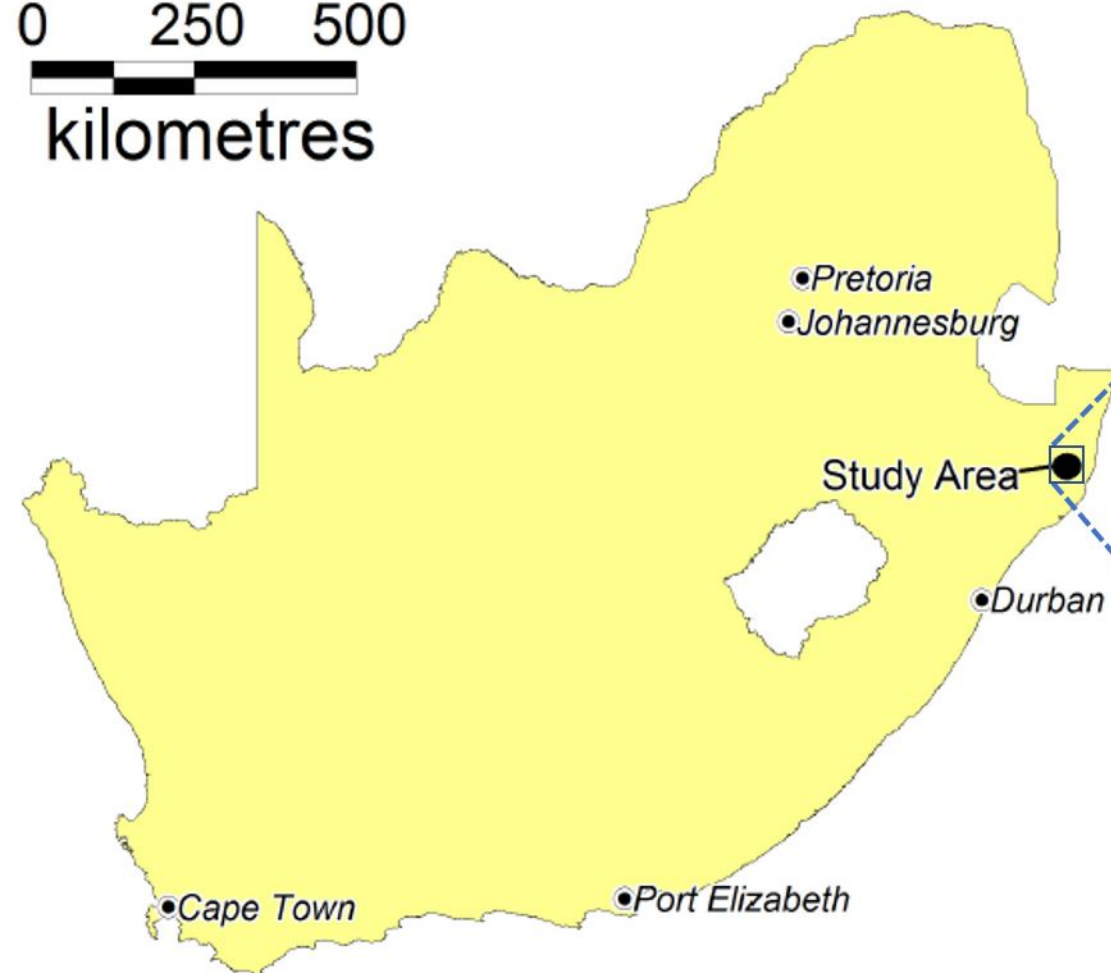 0 250 500
kilometres
Pretoria
Johannesburg
Study Area
Durban
Port Elizabeth
Cape Town